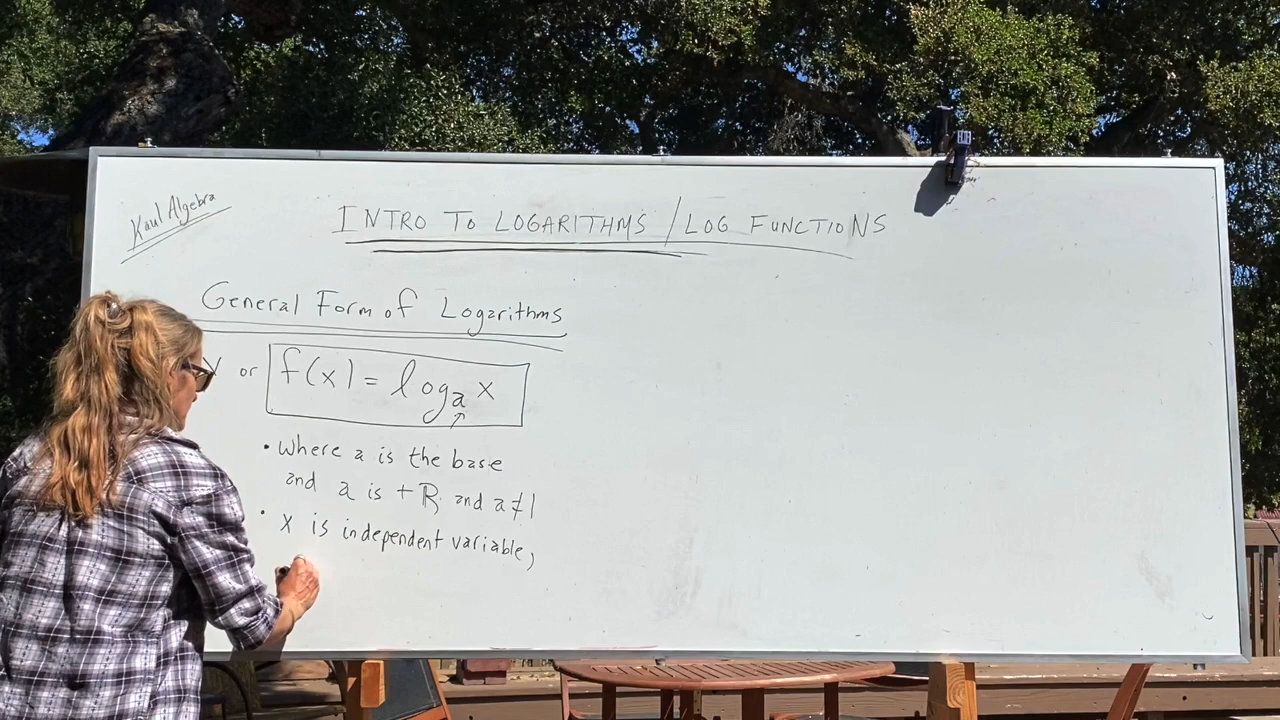 Kaul Algebra
INTRO TO LOGARITHMS / LOG FUNCTIONS
General Form of Logarithms
y or f(x) = logₐ x
• where a is the base
and a is +ℝ, and a≠1
• x is independent variable,